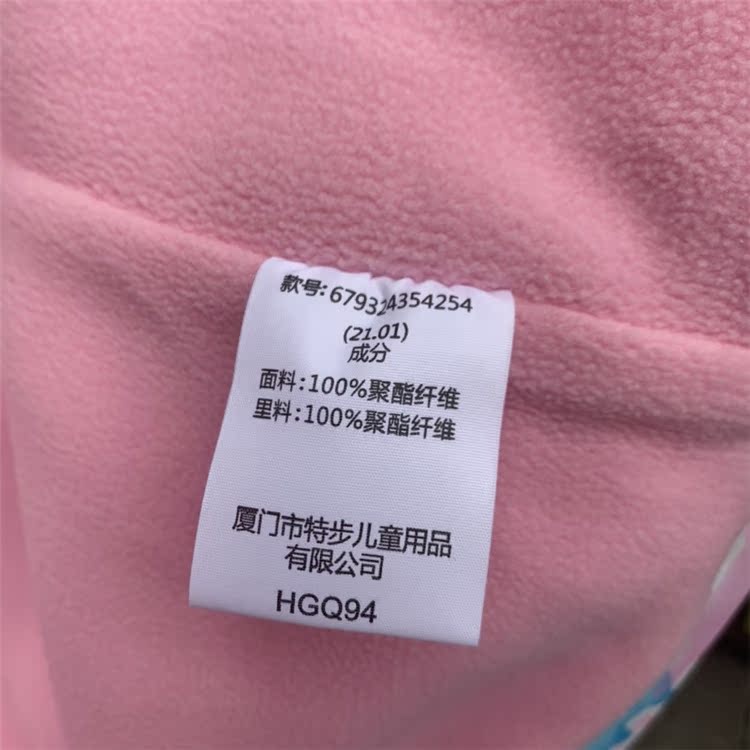 款号:679324354254
(21.01)
成分
面料:100%聚酯纤维
里料:100%聚酯纤维
厦门市特步儿童用品
有限公司
HGQ94